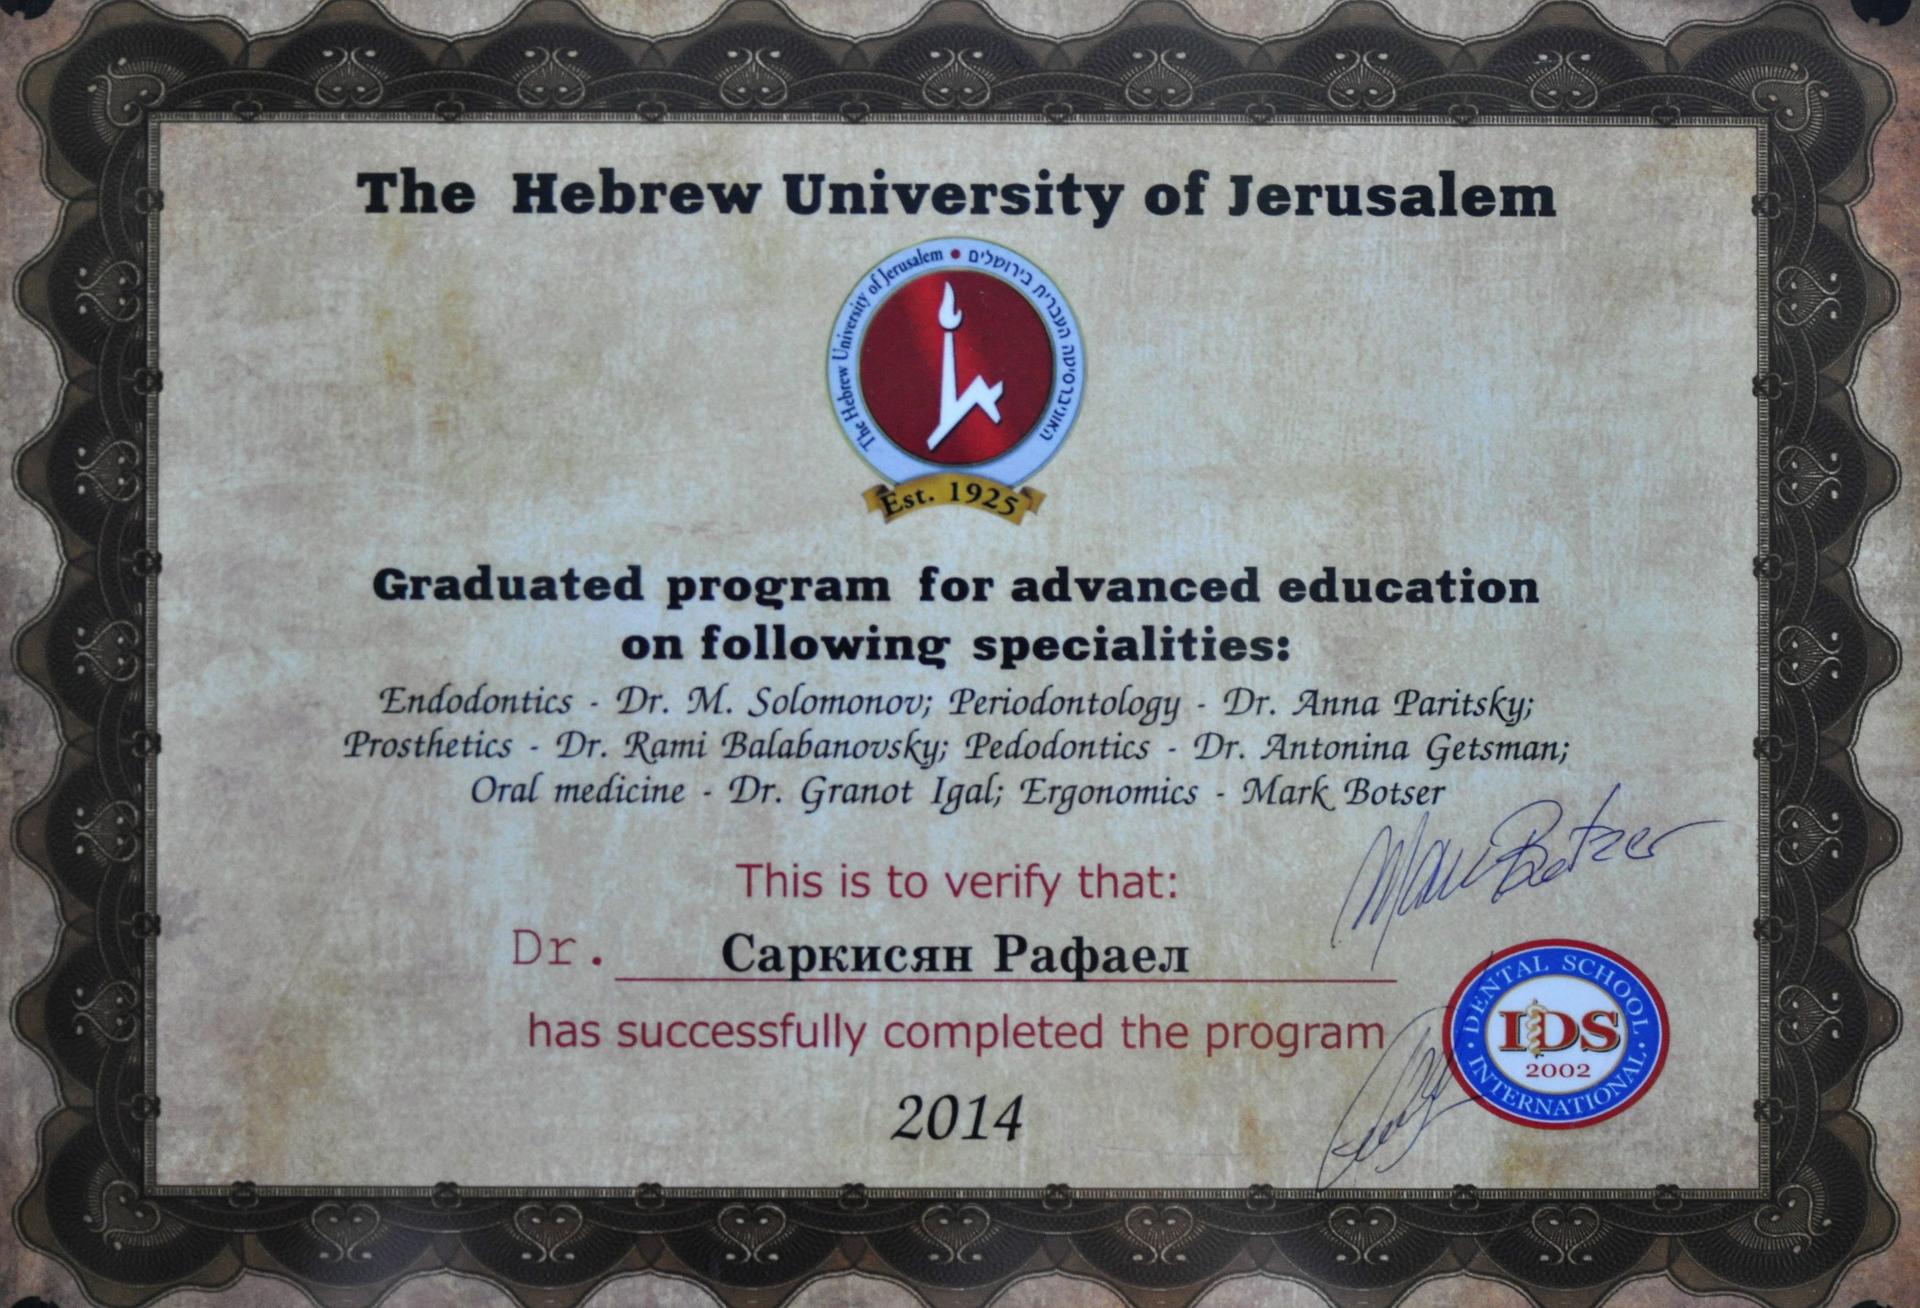 The Hebrew University of Jerusalem
The Hebrew University of Jerusalem • האוניברסיטה העברית בירושלים
Est. 1925
Graduated program for advanced education
on following specialities:
Endodontics - Dr. M. Solomonov; Periodontology - Dr. Anna Paritsky;
Prosthetics - Dr. Rami Balabanovsky; Pedodontics - Dr. Antonina Getsman;
Oral medicine - Dr. Granot Igal; Ergonomics - Mark Botser
This is to verify that:
Dr. Саркисян Рафаел
has successfully completed the program
2014
DENTAL SCHOOL
IDS
2002
INTERNATIONAL